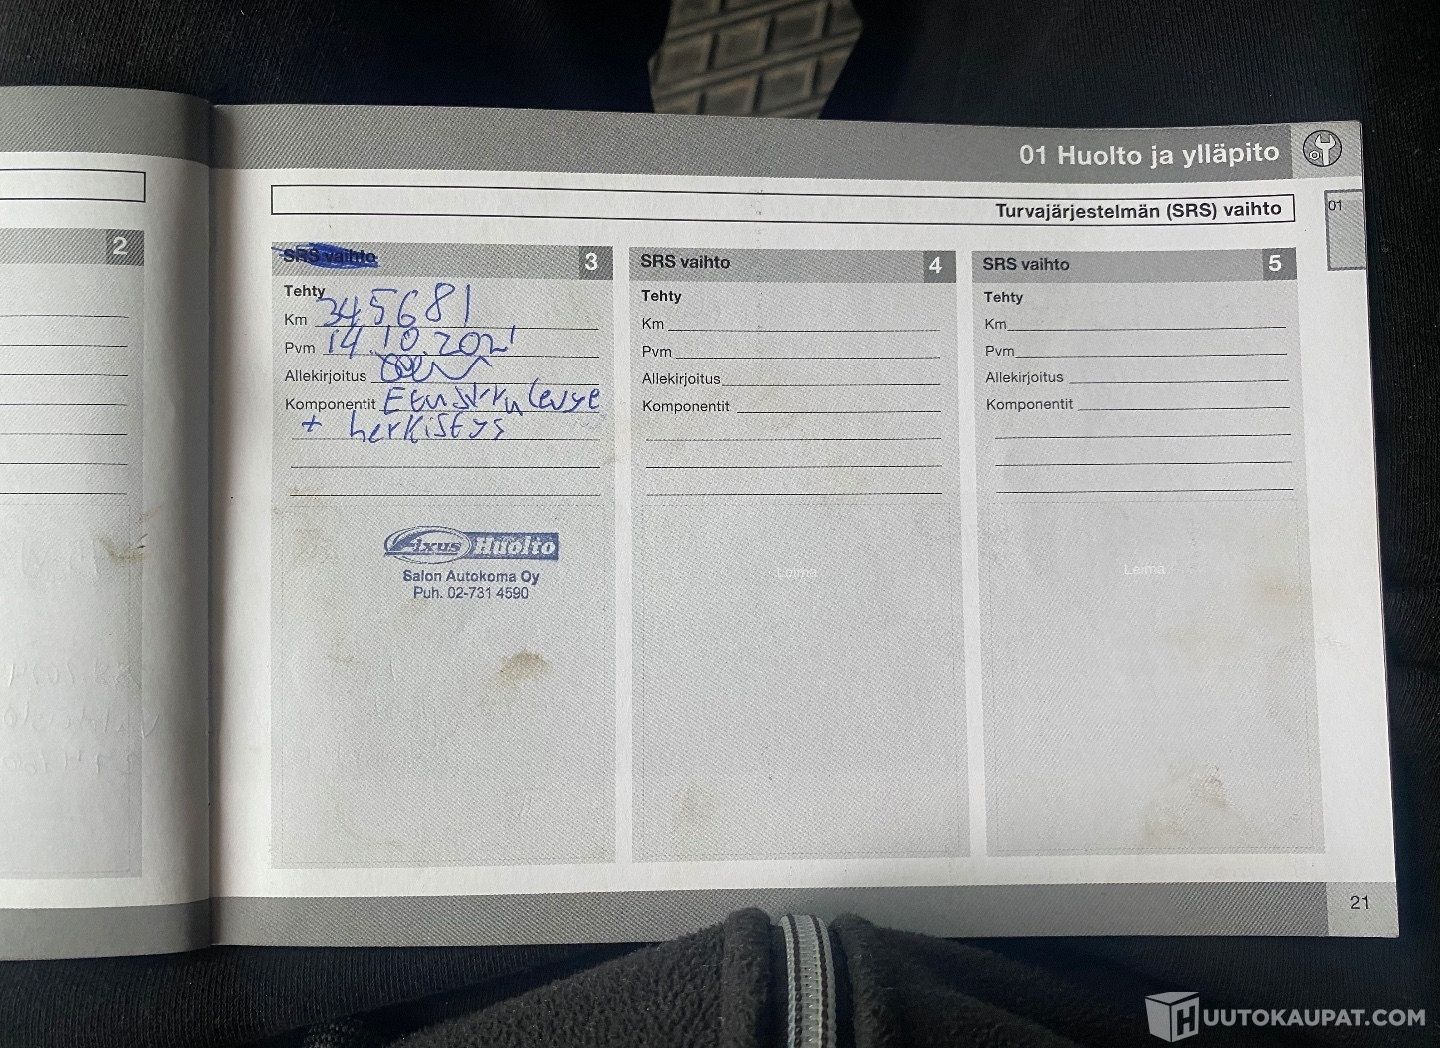 01 Huolto ja ylläpito
01
Turvajärjestelmän (SRS) vaihto
2
SRS vaihto 3
Tehty
Km 345681
Pvm 14.10.2021
Allekirjoitus
Komponentit
+ herkistys
Fixus Huolto
Salon Autokoma Oy
Puh. 02-731 4590
SRS vaihto 4
Tehty
Km
Pvm
Allekirjoitus
Komponentit
Leima
SRS vaihto 5
Tehty
Km
Pvm
Allekirjoitus
Komponentit
Leima
21
HUUTOKAUPAT.COM